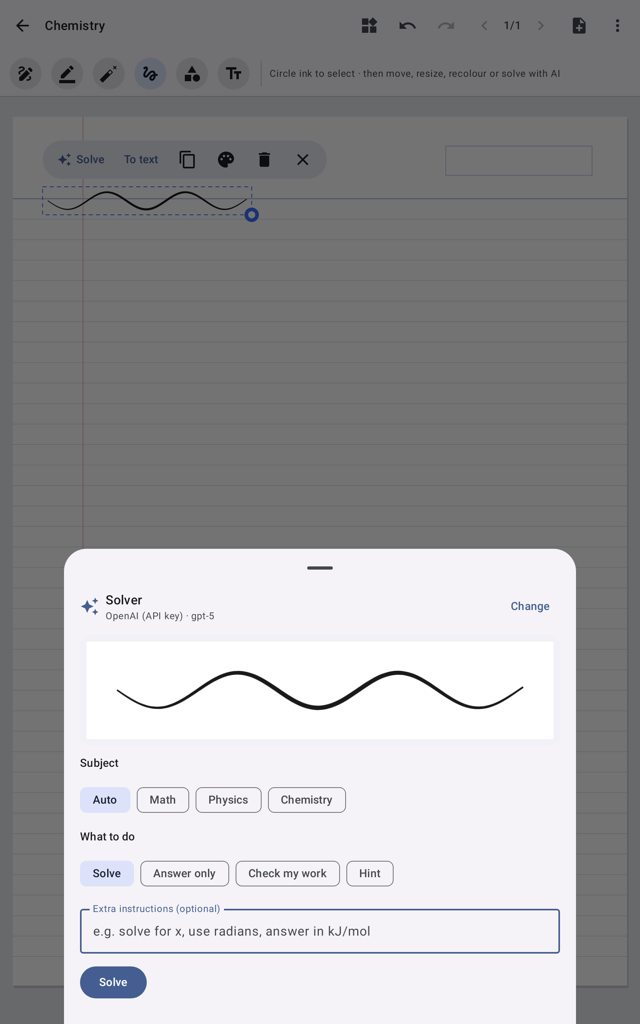 Chemistry
1/1
Tт
Circle ink to select · then move, resize, recolour or solve with AI
Solve
To text
Solver
OpenAI (API key) · gpt-5
Change
Subject
Auto
Math
Physics
Chemistry
What to do
Solve
Answer only
Check my work
Hint
Extra instructions (optional)
e.g. solve for x, use radians, answer in kJ/mol
Solve